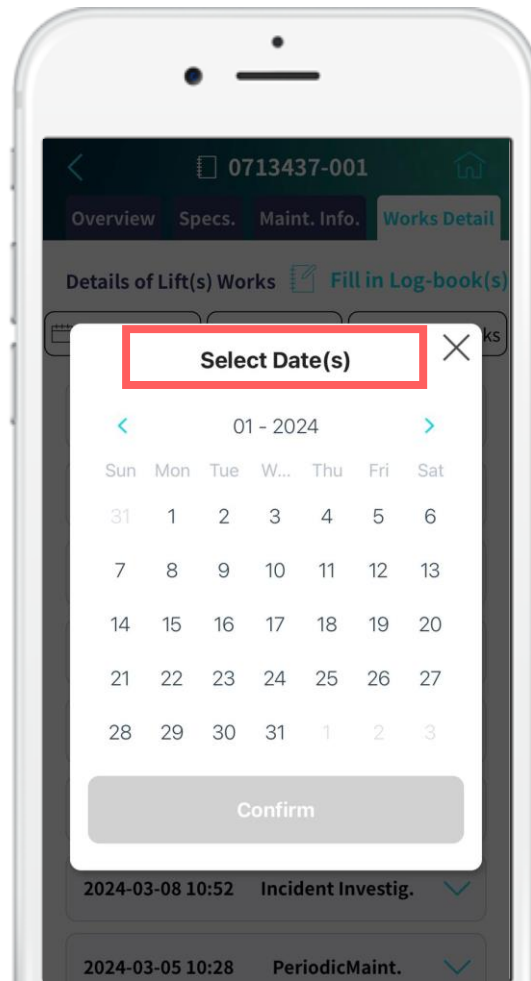 0713437-001
Overview Specs. Maint. Info. Works Detail
Details of Lift(s) Works Fill in Log-book(s)
ks
Select Date(s)
01 - 2024
Sun Mon Tue W... Thu Fri Sat
31 1 2 3 4 5 6
7 8 9 10 11 12 13
14 15 16 17 18 19 20
21 22 23 24 25 26 27
28 29 30 31 1 2 3
Confirm
2024-03-08 10:52 Incident Investig.
2024-03-05 10:28 PeriodicMaint.